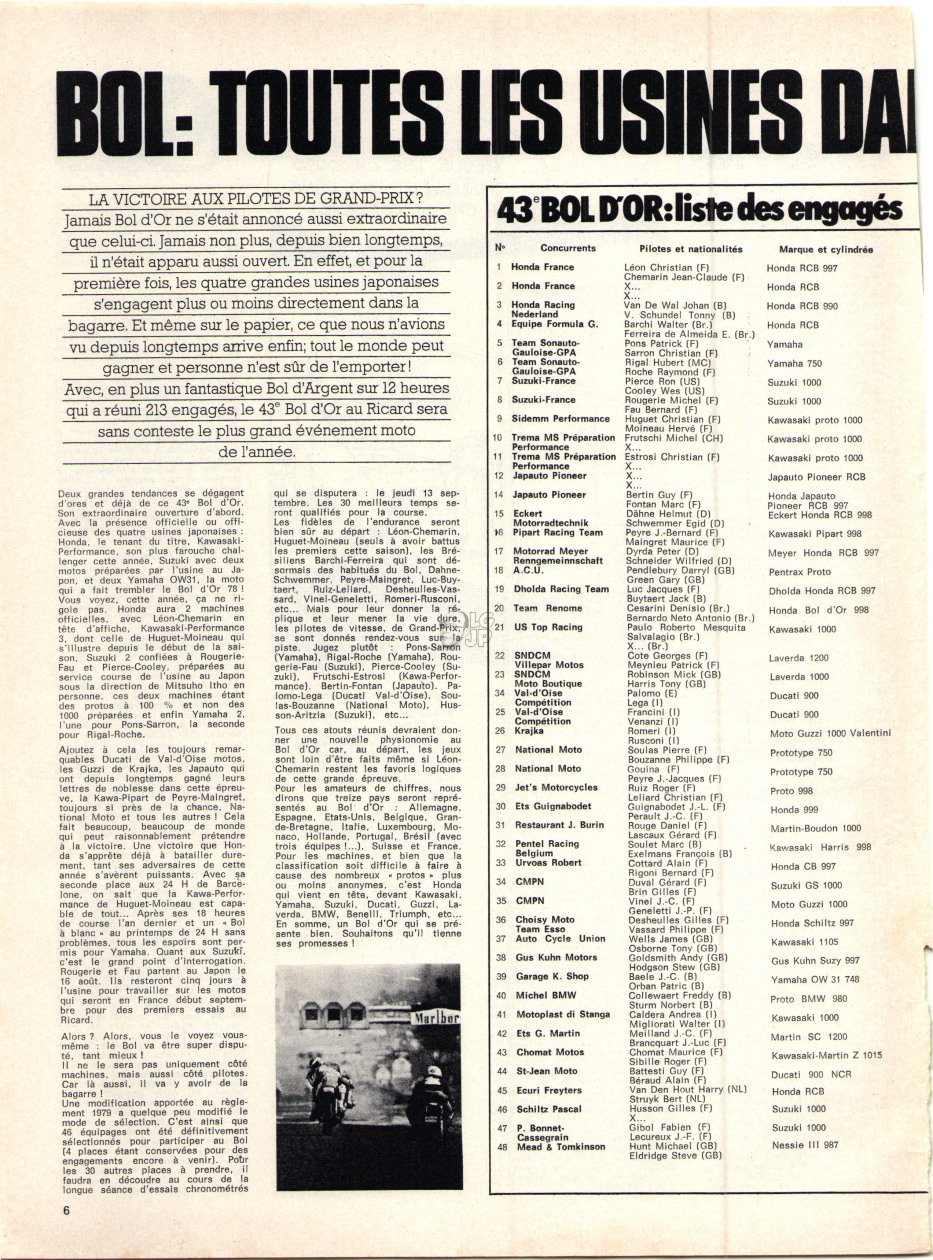 BOL: TOUTES LES USINES DA
LA VICTOIRE AUX PILOTES DE GRAND-PRIX?
Jamais Bol d'Or ne s'était annoncé aussi extraordinaire
que celui-ci. Jamais non plus, depuis bien longtemps,
il n'était apparu aussi ouvert. En effet, et pour la
première fois, les quatre grandes usines japonaises
s'engagent plus ou moins directement dans la
bagarre. Et même sur le papier, ce que nous n'avions
vu depuis longtemps arrive enfin; tout le monde peut
gagner et personne n'est sûr de l'emporter!
Avec, en plus un fantastique Bol d'Argent sur 12 heures
qui a réuni 213 engagés, le 43e Bol d'Or au Ricard sera
sans conteste le plus grand événement moto
de l'année.
Deux grandes tendances se dégagent
d'ores et déjà de ce 43e Bol d'Or.
Son extraordinaire ouverture d'abord.
Avec la présence officielle ou offi-
cieuse des quatre usines japonaises :
Honda, le tenant du titre, Kawasaki-
Performance, son plus farouche chal-
lenger cette année, Suzuki avec deux
motos préparées par l'usine au Ja-
pon, et deux Yamaha OW31, la moto
qui a fait trembler le Bol d'Or 78 !
Vous voyez, cette année, ça ne ri-
gole pas. Honda aura 2 machines
officielles, avec Léon-Chemarin en
tête d'affiche, Kawasaki-Performance
3, dont celle de Huguet-Moineau qui
s'illustre depuis le début de la sai-
son, Suzuki 2 confiées à Rougerie-
Fau et Pierce-Cooley, préparées au
service course de l'usine au Japon
sous la direction de Mitsuho Itho en
personne, ces deux machines étant
des protos à 100 % et non des
1000 préparées et enfin Yamaha 2,
l'une pour Pons-Sarron, la seconde
pour Rigal-Roche.
Ajoutez à cela les toujours remar-
quables Ducati de Val-d'Oise motos,
les Guzzi de Krajka, les Japauto qui
ont depuis longtemps gagné leurs
lettres de noblesse dans cette épreu-
ve, la Kawa-Pipart de Peyre-Maingret,
toujours si près de la chance, Na-
tional Moto et tous les autres ! Cela
fait beaucoup, beaucoup de monde
qui peut raisonnablement prétendre
à la victoire. Une victoire que Hon-
da s'apprête déjà à batailler dure-
ment, tant ses adversaires de cette
année s'avèrent puissants. Avec sa
seconde place aux 24 H de Barce-
lone, on sait que la Kawa-Perfor-
mance de Huguet-Moineau est capa-
ble de tout... Après ses 18 heures
de course l'an dernier et un « Bol
à blanc » au printemps de 24 H sans
problèmes, tous les espoirs sont per-
mis pour Yamaha. Quant aux Suzuki,
c'est le grand point d'interrogation.
Rougerie et Fau partent au Japon le
16 août. Ils resteront cinq jours à
l'usine pour travailler sur les motos
qui seront en France début septem-
bre pour des premiers essais au
Ricard.
Alors ? Alors, vous le voyez vous-
même : le Bol va être super dispu-
té, tant mieux !
Il ne le sera pas uniquement côté
machines, mais aussi côté pilotes.
Car là aussi, il va y avoir de la
bagarre !
Une modification apportée au règle-
ment 1979 a quelque peu modifié le
mode de sélection. C'est ainsi que
46 équipages ont été définitivement
sélectionnés pour participer au Bol
(4 places étant conservées pour des
engagements encore à venir). Pour
les 30 autres places à prendre, il
faudra en découdre au cours de la
longue séance d'essais chronométrés
qui se disputera : le jeudi 13 sep-
tembre. Les 30 meilleurs temps se-
ront qualifiés pour la course.
Les fidèles de l'endurance seront
bien sûr au départ : Léon-Chemarin,
Huguet-Moineau (seuls à avoir battus
les premiers cette saison), les Bré-
siliens Barchi-Ferreira qui sont dé-
sormais des habitués du Bol, Dahne-
Schwemmer, Peyre-Maingret, Luc-Buy-
taert, Ruiz-Leliard, Desheulles-Vas-
sard, Vinel-Geneletti, Romeri-Rusconi,
etc... Mais pour leur donner la ré-
plique et leur mener la vie dure,
les pilotes de vitesse, de Grand-Prix,
se sont donnés rendez-vous sur la
piste. Jugez plutôt : Pons-Sarron
(Yamaha), Rigal-Roche (Yamaha), Rou-
gerie-Fau (Suzuki), Pierce-Cooley (Su-
zuki), Frutschi-Estrosi (Kawa-Perfor-
mance), Bertin-Fontan (Japauto), Pa-
lomo-Lega (Ducati Val-d'Oise), Sou-
las-Bouzanne (National Moto), Hus-
son-Aritzla (Suzuki), etc...
Tous ces atouts réunis devraient don-
ner une nouvelle physionomie au
Bol d'Or car, au départ, les jeux
sont loin d'être faits même si Léon-
Chemarin restent les favoris logiques
de cette grande épreuve.
Pour les amateurs de chiffres, nous
dirons que treize pays seront repré-
sentés au Bol d'Or : Allemagne,
Espagne, Etats-Unis, Belgique, Gran-
de-Bretagne, Italie, Luxembourg, Mo-
naco, Hollande, Portugal, Brésil (avec
trois équipes !...), Suisse et France.
Pour les machines, et bien que la
classification soit difficile à faire à
cause des nombreux « protos » plus
ou moins anonymes, c'est Honda
qui vient en tête, devant Kawasaki,
Yamaha, Suzuki, Ducati, Guzzi, La-
verda, BMW, Benelli, Triumph, etc...
En somme, un Bol d'Or qui se pré-
sente bien. Souhaitons qu'il tienne
ses promesses !
Marlbor
43e BOL D'OR: liste des engagés
N° Concurrents Pilotes et nationalités Marque et cylindrée
1 Honda France Léon Christian (F) Honda RCB 997
Chemarin Jean-Claude (F)
2 Honda France X... Honda RCB
X...
3 Honda Racing Van De Wal Johan (B) Honda RCB 990
Nederland V. Schundel Tonny (B)
4 Equipe Formula G. Barchi Walter (Br.) Honda RCB
Ferreira de Almeida E. (Br.)
5 Team Sonauto- Pons Patrick (F) Yamaha
Gauloise-GPA Sarron Christian (F)
6 Team Sonauto- Rigal Hubert (MC) Yamaha 750
Gauloise-GPA Roche Raymond (F)
7 Suzuki-France Pierce Ron (US) Suzuki 1000
Cooley Wes (US)
8 Suzuki-France Rougerie Michel (F) Suzuki 1000
Fau Bernard (F)
9 Sidemm Performance Huguet Christian (F) Kawasaki proto 1000
Moineau Hervé (F)
10 Trema MS Préparation Frutschi Michel (CH) Kawasaki proto 1000
Performance X...
11 Trema MS Préparation Estrosi Christian (F) Kawasaki proto 1000
Performance X...
12 Japauto Pioneer X... Japauto Pioneer RCB
X...
14 Japauto Pioneer Bertin Guy (F) Honda Japauto
Fontan Marc (F) Pioneer RCB 997
15 Eckert Dähne Helmut (D) Eckert Honda RCB 998
Motorradtechnik Schwemmer Egid (D)
16 Pipart Racing Team Peyre J.-Bernard (F) Kawasaki Pipart 998
Maingret Maurice (F)
17 Motorrad Meyer Dyrda Peter (D) Meyer Honda RCB 997
Renngemeinnschaft Schneider Wilfried (D)
18 A.C.U. Pendlebury Darryl (GB) Pentrax Proto
Green Gary (GB)
19 Dholda Racing Team Luc Jacques (F) Dholda Honda RCB 997
Buytaert Jack (B)
20 Team Renome Cesarini Denisio (Br.) Honda Bol d'Or 998
Bernardo Neto Antonio (Br.)
21 US Top Racing Paulo Roberto Mesquita Kawasaki 1000
Salvalagio (Br.)
X... (Br.)
22 SNDCM Cote Georges (F) Laverda 1200
Villepar Motos Meynieu Patrick (F)
23 SNDCM Robinson Mick (GB) Laverda 1000
Moto Boutique Harris Tony (GB)
34 Val-d'Oise Palomo (E) Ducati 900
Compétition Lega (I)
25 Val-d'Oise Francini (I) Ducati 900
Compétition Venanzi (I)
26 Krajka Romeri (I) Moto Guzzi 1000 Valentini
Rusconi (I)
27 National Moto Soulas Pierre (F) Prototype 750
Bouzanne Philippe (F)
28 National Moto Gouina (F) Prototype 750
Peyre J.-Jacques (F)
29 Jet's Motorcycles Ruiz Roger (F) Proto 998
Leliard Christian (F)
30 Ets Guignabodet Guignabodet J.-L. (F) Honda 999
Perault J.-C. (F)
31 Restaurant J. Burin Rouge Daniel (F) Martin-Boudon 1000
Lascaux Gérard (F)
32 Pentel Racing Soulet Marc (B) Kawasaki Harris 998
Belgium Exelmans François (B)
33 Urvoas Robert Cottard Alain (F) Honda CB 997
Rigoni Bernard (F)
34 CMPN Duval Gérard (F) Suzuki GS 1000
Brin Gilles (F)
35 CMPN Vinel J.-C. (F) Moto Guzzi 1000
Geneletti J.-P. (F)
36 Choisy Moto Desheulles Gilles (F) Honda Schiltz 997
Team Esso Vassard Philippe (F)
37 Auto Cycle Union Wells James (GB) Kawasaki 1105
Osborne Tony (GB)
38 Gus Kuhn Motors Goldsmith Andy (GB) Gus Kuhn Suzy 997
Hodgson Stew (GB)
39 Garage K. Shop Baele J.-C. (B) Yamaha OW 31 748
Orban Patric (B)
40 Michel BMW Collewaert Freddy (B) Proto BMW 980
Sturm Norbert (B)
41 Motoplast di Stanga Caldera Andrea (I) Kawasaki 1000
Migliorati Walter (I)
42 Ets G. Martin Meilland J.-C. (F) Martin SC 1200
Brancquart J.-Luc (F)
43 Chomat Motos Chomat Maurice (F) Kawasaki-Martin Z 1015
Sibille Roger (F)
44 St-Jean Moto Battesti Guy (F) Ducati 900 NCR
Béraud Alain (F)
45 Ecuri Freyters Van Den Hout Harry (NL) Honda RCB
Struyk Bert (NL)
46 Schiltz Pascal Husson Gilles (F) Suzuki 1000
X...
47 P. Bonnet- Gibol Fabien (F) Suzuki 1000
Cassegrain Lecureux J.-F. (F)
48 Mead & Tomkinson Hunt Michael (GB) Nessie III 987
Eldridge Steve (GB)
6